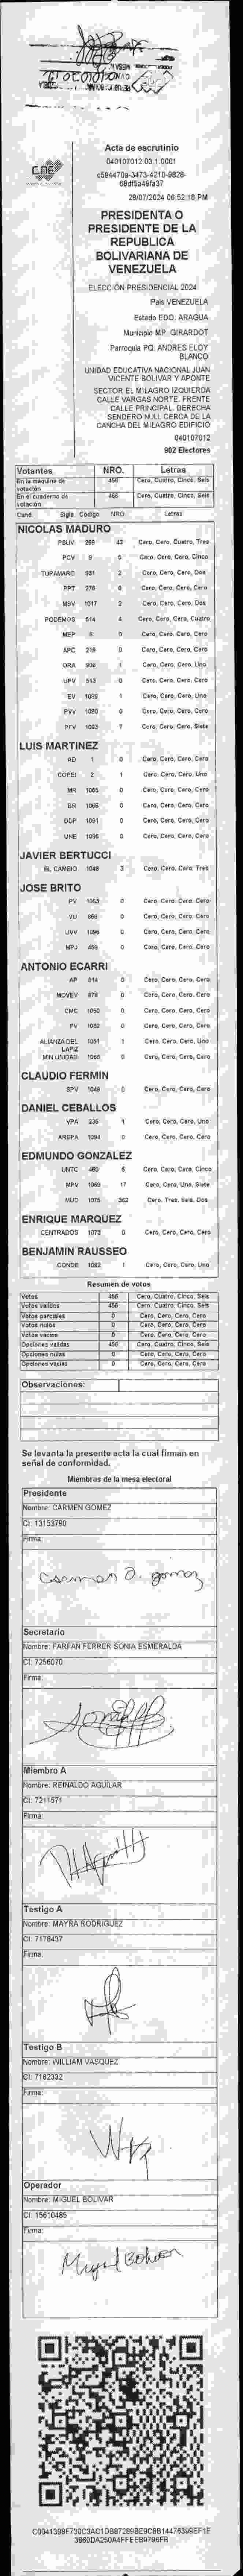 CNE
Acta de escrutinio
040107012.03.1.0001
c594470a-3473-4210-9828-
68df5a49fa37
28/07/2024 06:52:18 PM
PRESIDENTA O
PRESIDENTE DE LA
REPUBLICA
BOLIVARIANA DE
VENEZUELA
ELECCIÓN PRESIDENCIAL 2024
Pais VENEZUELA
Estado EDO. ARAGUA
Municipio MP. GIRARDOT
Parroquia PQ. ANDRES ELOY
BLANCO
UNIDAD EDUCATIVA NACIONAL JUAN
VICENTE BOLIVAR Y APONTE
SECTOR EL MILAGRO IZQUIERDA
CALLE VARGAS NORTE. FRENTE
CALLE PRINCIPAL. DERECHA
SENDERO NULL CERCA DE LA
CANCHA DEL MILAGRO EDIFICIO
040107012
902 Electores
Votantes NRO. Letras
En la máquina de votación 456 Cero, Cuatro, Cinco, Seis
En el cuaderno de votación 456 Cero, Cuatro, Cinco, Seis
Cand. Sigla Código NRO. Letras
NICOLAS MADURO
PSUV 269 43 Cero, Cero, Cuatro, Tres
PCV 9 5 Cero, Cero, Cero, Cinco
TUPAMARO 931 2 Cero, Cero, Cero, Dos
PPT 276 0 Cero, Cero, Cero, Cero
MSV 1017 2 Cero, Cero, Cero, Dos
PODEMOS 514 4 Cero, Cero, Cero, Cuatro
MEP 6 0 Cero, Cero, Cero, Cero
APC 219 0 Cero, Cero, Cero, Cero
ORA 906 1 Cero, Cero, Cero, Uno
UPV 513 0 Cero, Cero, Cero, Cero
EV 1089 1 Cero, Cero, Cero, Uno
PVV 1090 0 Cero, Cero, Cero, Cero
PFV 1093 7 Cero, Cero, Cero, Siete
LUIS MARTINEZ
AD 1 0 Cero, Cero, Cero, Cero
COPEI 2 1 Cero, Cero, Cero, Uno
MR 1065 0 Cero, Cero, Cero, Cero
BR 1066 0 Cero, Cero, Cero, Cero
DDP 1091 0 Cero, Cero, Cero, Cero
UNE 1095 0 Cero, Cero, Cero, Cero
JAVIER BERTUCCI
EL CAMBIO 1048 3 Cero, Cero, Cero, Tres
JOSE BRITO
PV 1063 0 Cero, Cero, Cero, Cero
VU 869 0 Cero, Cero, Cero, Cero
UVV 1096 0 Cero, Cero, Cero, Cero
MPJ 468 0 Cero, Cero, Cero, Cero
ANTONIO ECARRI
AP 814 0 Cero, Cero, Cero, Cero
MOVEV 878 0 Cero, Cero, Cero, Cero
CMC 1050 0 Cero, Cero, Cero, Cero
FV 1062 0 Cero, Cero, Cero, Cero
ALIANZA DEL LAPIZ 1081 1 Cero, Cero, Cero, Uno
MIN UNIDAD 1068 0 Cero, Cero, Cero, Cero
CLAUDIO FERMIN
SPV 1049 0 Cero, Cero, Cero, Cero
DANIEL CEBALLOS
VPA 235 1 Cero, Cero, Cero, Uno
AREPA 1094 0 Cero, Cero, Cero, Cero
EDMUNDO GONZALEZ
UNTC 460 5 Cero, Cero, Cero, Cinco
MPV 1069 17 Cero, Cero, Uno, Siete
MUD 1075 362 Cero, Tres, Seis, Dos
ENRIQUE MARQUEZ
CENTRADOS 1073 0 Cero, Cero, Cero, Cero
BENJAMIN RAUSSEO
CONDE 1082 1 Cero, Cero, Cero, Uno
Resumen de votos
Votos 456 Cero, Cuatro, Cinco, Seis
Votos validos 456 Cero, Cuatro, Cinco, Seis
Votos parciales 0 Cero, Cero, Cero, Cero
Votos nulos 0 Cero, Cero, Cero, Cero
Votos vacios 0 Cero, Cero, Cero, Cero
Opciones validas 456 Cero, Cuatro, Cinco, Seis
Opciones nulas 0 Cero, Cero, Cero, Cero
Opciones vacias 0 Cero, Cero, Cero, Cero
Observaciones:
Se levanta la presente acta la cual firman en
señal de conformidad.
Miembros de la mesa electoral
Presidente
Nombre: CARMEN GOMEZ
CI: 13153790
Firma:
Carmen O. gomez
Secretario
Nombre: FARFAN FERRER SONIA ESMERALDA
CI: 7256070
Firma:
Miembro A
Nombre: REINALDO AGUILAR
CI: 7211571
Firma:
Testigo A
Nombre: MAYRA RODRIGUEZ
CI: 7178437
Firma:
Testigo B
Nombre: WILLIAM VASQUEZ
CI: 7182332
Firma:
Operador
Nombre: MIGUEL BOLIVAR
CI: 15610485
Firma:
Miguel Bolivar